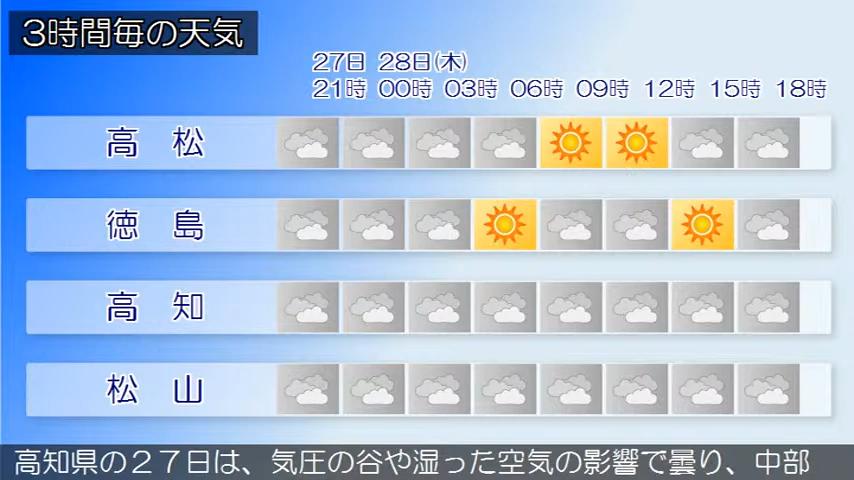 3時間毎の天気
27日 28日(木)
21時 00時 03時 06時 09時 12時 15時 18時
高松
徳島
高知
松山
高知県の27日は、気圧の谷や湿った空気の影響で曇り、中部